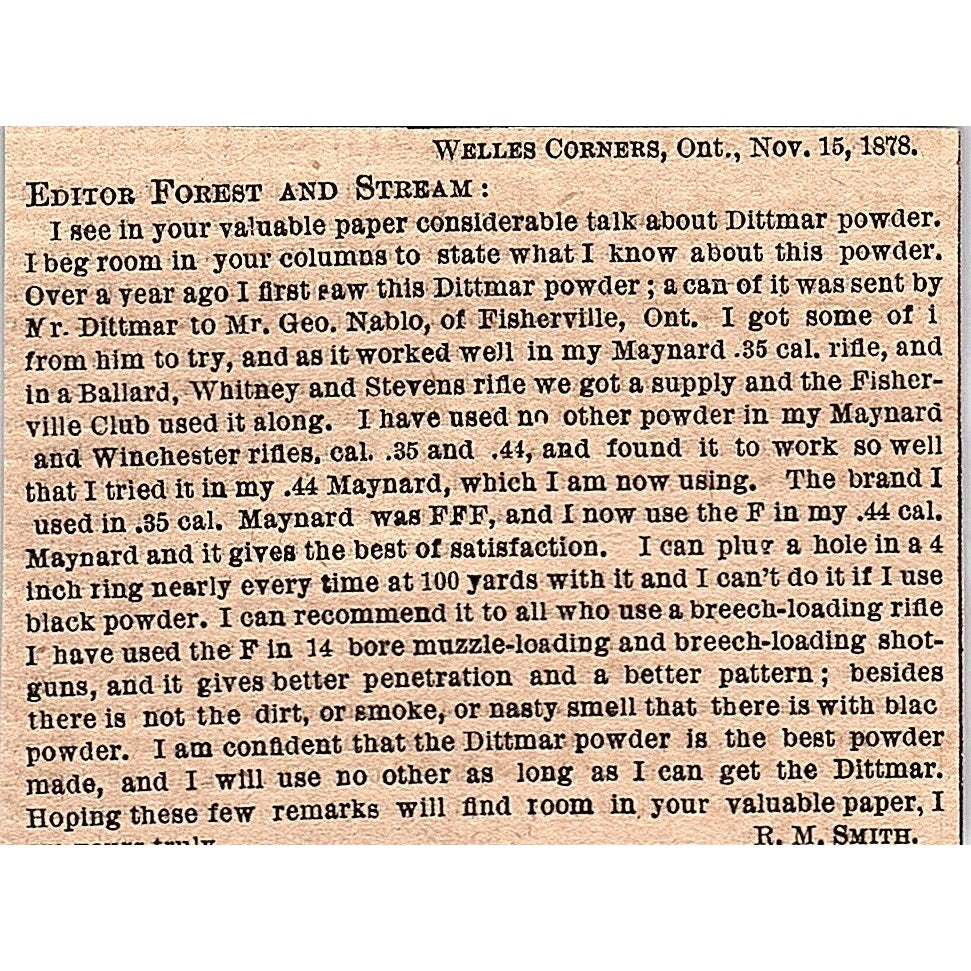 WELLES CORNERS, Ont., Nov. 15, 1878.
EDITOR FOREST AND STREAM:
I see in your valuable paper considerable talk about Dittmar powder.
I beg room in your columns to state what I know about this powder.
Over a year ago I first saw this Dittmar powder; a can of it was sent by
Mr. Dittmar to Mr. Geo. Nablo, of Fisherville, Ont. I got some of i
from him to try, and as it worked well in my Maynard .35 cal. rifle, and
in a Ballard, Whitney and Stevens rifle we got a supply and the Fisher-
ville Club used it along. I have used no other powder in my Maynard
and Winchester rifles, cal. .35 and .44, and found it to work so well
that I tried it in my .44 Maynard, which I am now using. The brand I
used in .35 cal. Maynard was FFF, and I now use the F in my .44 cal.
Maynard and it gives the best of satisfaction. I can plug a hole in a 4
inch ring nearly every time at 100 yards with it and I can't do it if I use
black powder. I can recommend it to all who use a breech-loading rifle
I have used the F in 14 bore muzzle-loading and breech-loading shot-
guns, and it gives better penetration and a better pattern; besides
there is not the dirt, or smoke, or nasty smell that there is with blac
powder. I am confident that the Dittmar powder is the best powder
made, and I will use no other as long as I can get the Dittmar.
Hoping these few remarks will find room in your valuable paper, I
yours truly
R. M. SMITH.